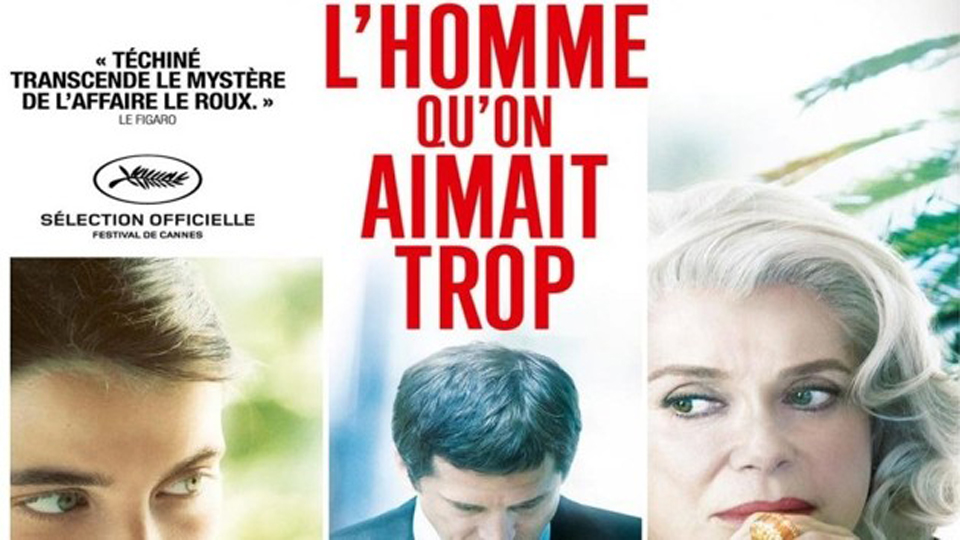 « TÉCHINÉ
TRANSCENDE LE MYSTÈRE
DE L'AFFAIRE LE ROUX. »
LE FIGARO
SÉLECTION OFFICIELLE
FESTIVAL DE CANNES
L'HOMME
QU'ON
AIMAIT
TROP